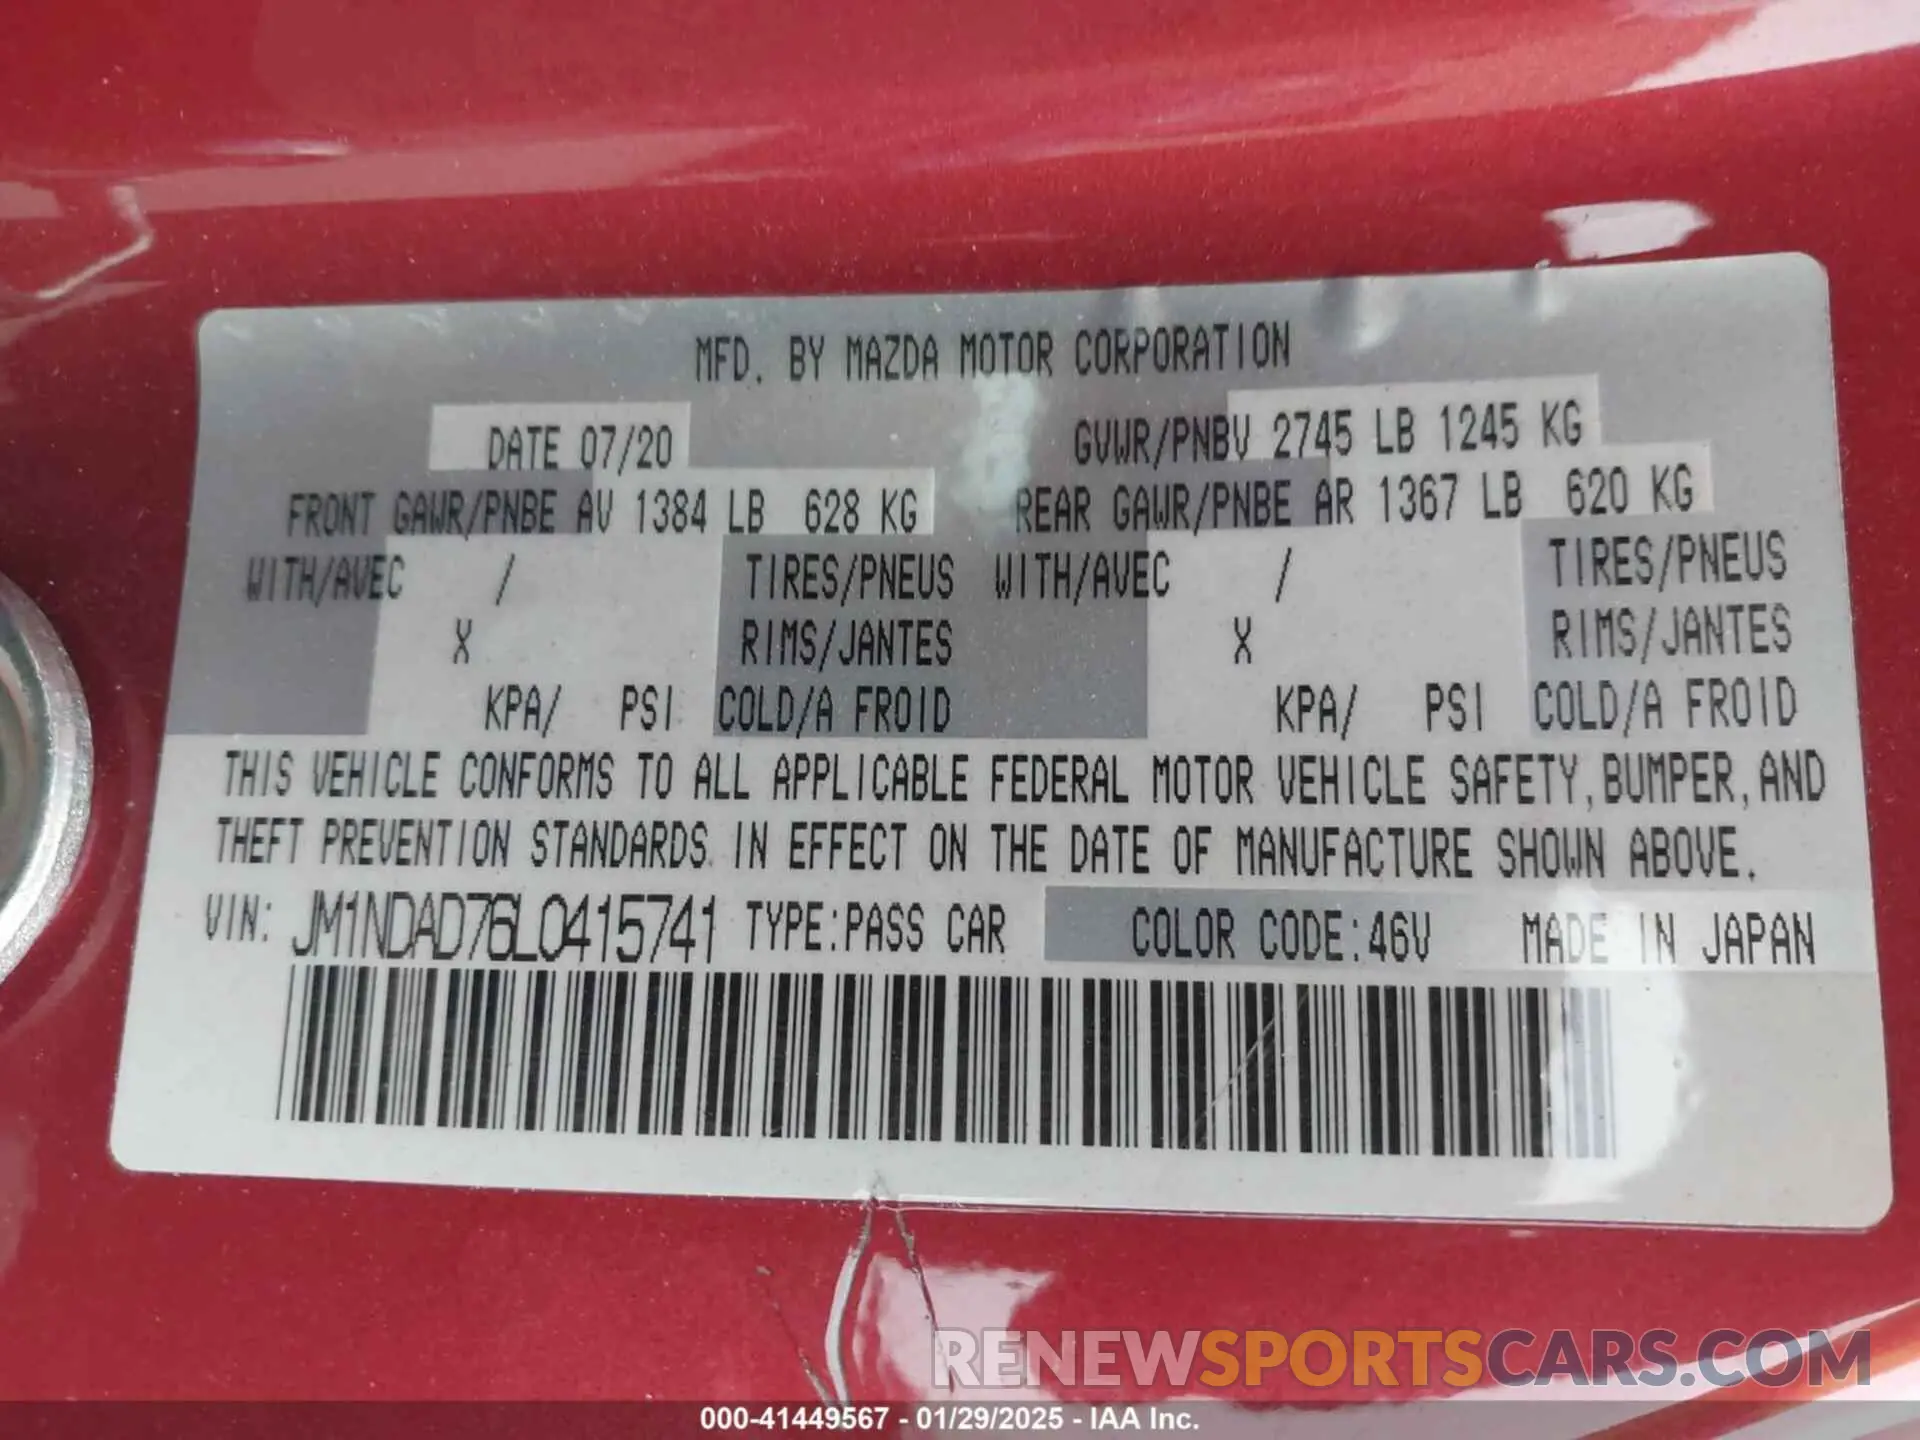 MFD. BY MAZDA MOTOR CORPORATION
DATE 07/20 GVWR/PNBV 2745 LB 1245 KG
FRONT GAWR/PNBE AV 1384 LB 628 KG REAR GAWR/PNBE AR 1367 LB 620 KG
WITH/AVEC / TIRES/PNEUS WITH/AVEC / TIRES/PNEUS
X RIMS/JANTES X RIMS/JANTES
KPA/ PSI COLD/A FROID KPA/ PSI COLD/A FROID
THIS VEHICLE CONFORMS TO ALL APPLICABLE FEDERAL MOTOR VEHICLE SAFETY, BUMPER, AND
THEFT PREVENTION STANDARDS IN EFFECT ON THE DATE OF MANUFACTURE SHOWN ABOVE.
VIN: JM1NDAD76L0415741 TYPE:PASS CAR COLOR CODE:46V MADE IN JAPAN
RENEWSPORTSCARS.COM
000-41449567 - 01/29/2025 - IAA Inc.